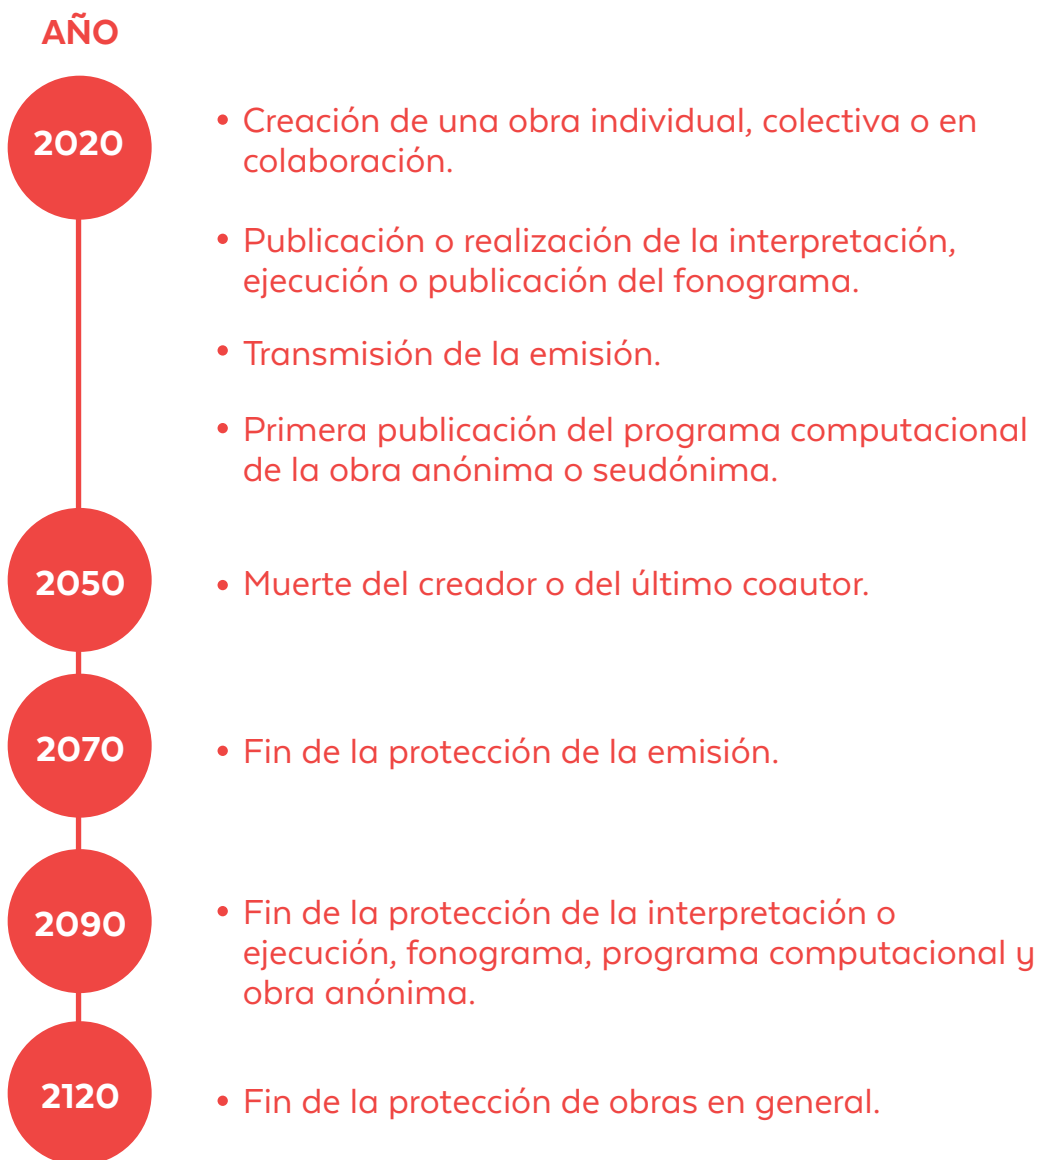 AÑO
2020
• Creación de una obra individual, colectiva o en
colaboración.
• Publicación o realización de la interpretación,
ejecución o publicación del fonograma.
• Transmisión de la emisión.
• Primera publicación del programa computacional
de la obra anónima o seudónima.
2050
• Muerte del creador o del último coautor.
2070
• Fin de la protección de la emisión.
2090
• Fin de la protección de la interpretación o
ejecución, fonograma, programa computacional y
obra anónima.
2120
• Fin de la protección de obras en general.